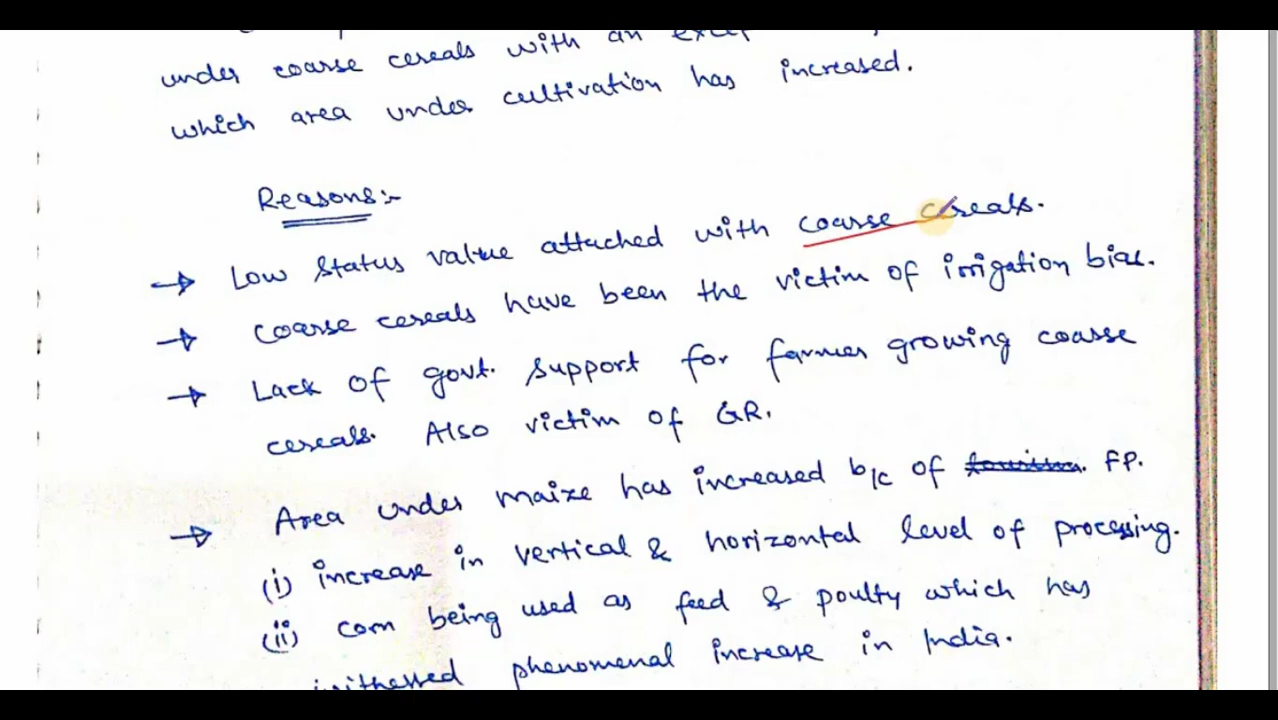 under coarse cereals with an
which area under cultivation has increased.
Reasons:-
→ Low status value attached with coarse cereals.
→ Coarse cereals have been the victim of irrigation bias.
→ Lack of govt. support for farmer growing coasse
cereals. Also victim of GR.
→ Area under maize has increased b/c of FP.
(i) increase in vertical & horizontal level of processing.
(ii) corn being used as feed & poulty which has
withessed phenomenal increase in India.